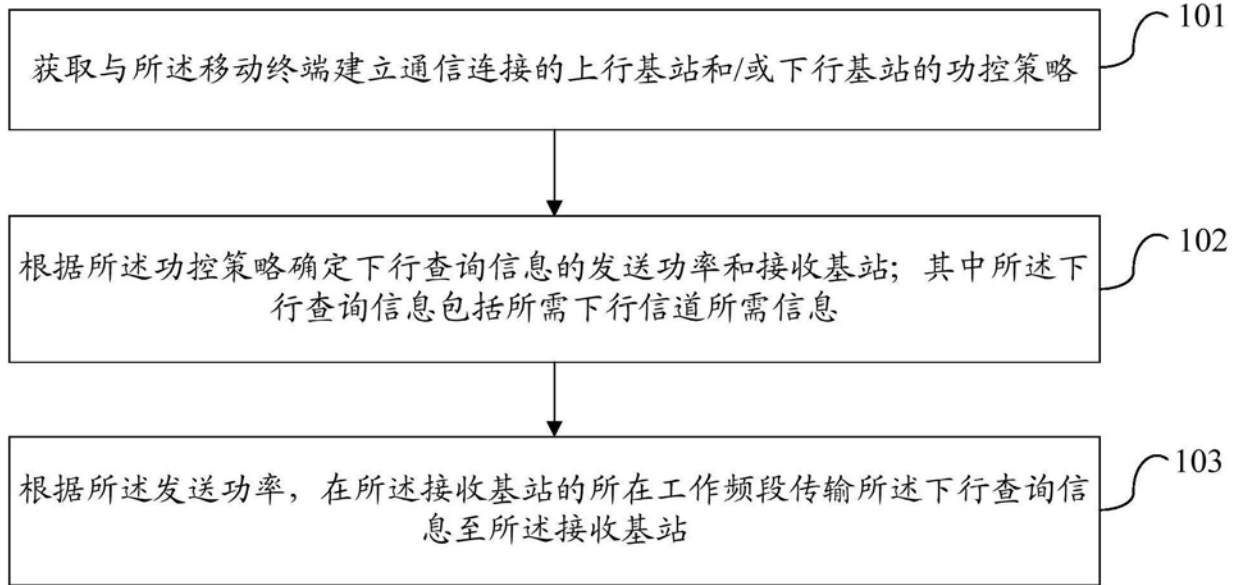 101
获取与所述移动终端建立通信连接的上行基站和/或下行基站的功控策略
102
根据所述功控策略确定下行查询信息的发送功率和接收基站；其中所述下
行查询信息包括所需下行信道所需信息
103
根据所述发送功率，在所述接收基站的所在工作频段传输所述下行查询信
息至所述接收基站